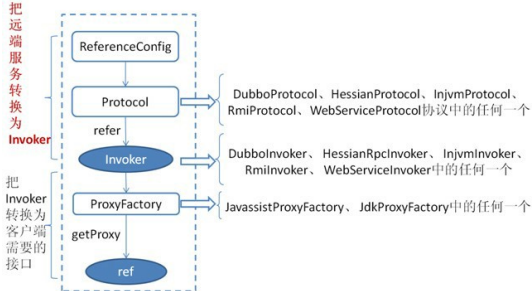 把
远
端
服
务
转
换
为
Invoker
把
Invoker
转换为
客户端
需要的
接口
ReferenceConfig
Protocol
refer
Invoker
ProxyFactory
getProxy
ref
DubboProtocol、HessianProtocol、InjvmProtocol、
RmiProtocol、WebServiceProtocol协议中的任何一个
DubboInvoker、HessianRpcInvoker、InjvmInvoker、
RmiInvoker、WebServiceInvoker中的任何一个
JavassistProxyFactory、JdkProxyFactory中的任何一个